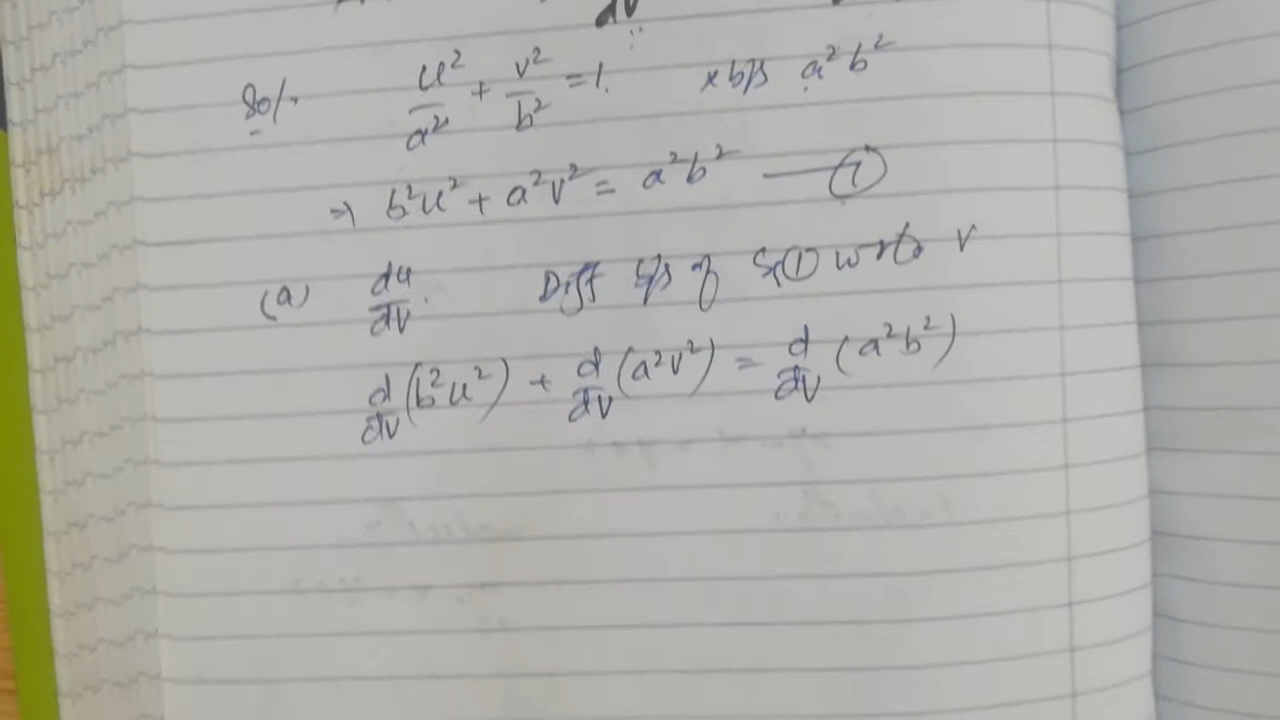 dv
Sol. u²/a² + v²/b² = 1. × b/s a²b²
⇒ b²u² + a²v² = a²b² — ①
(a) du/dv. Diff b/s of ① w.r.to v
d/dv (b²u²) + d/dv (a²v²) = d/dv (a²b²)